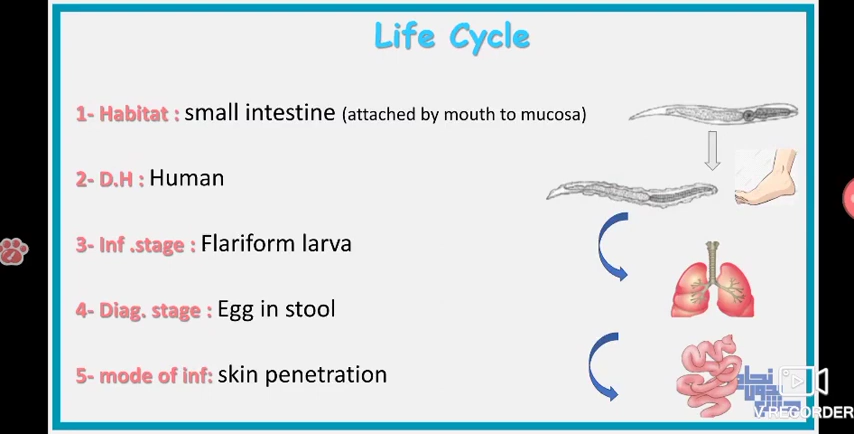 Life Cycle
1- Habitat : small intestine (attached by mouth to mucosa)
2- D.H : Human
3- Inf .stage : Flariform larva
4- Diag. stage : Egg in stool
5- mode of inf: skin penetration
V·RECORDER